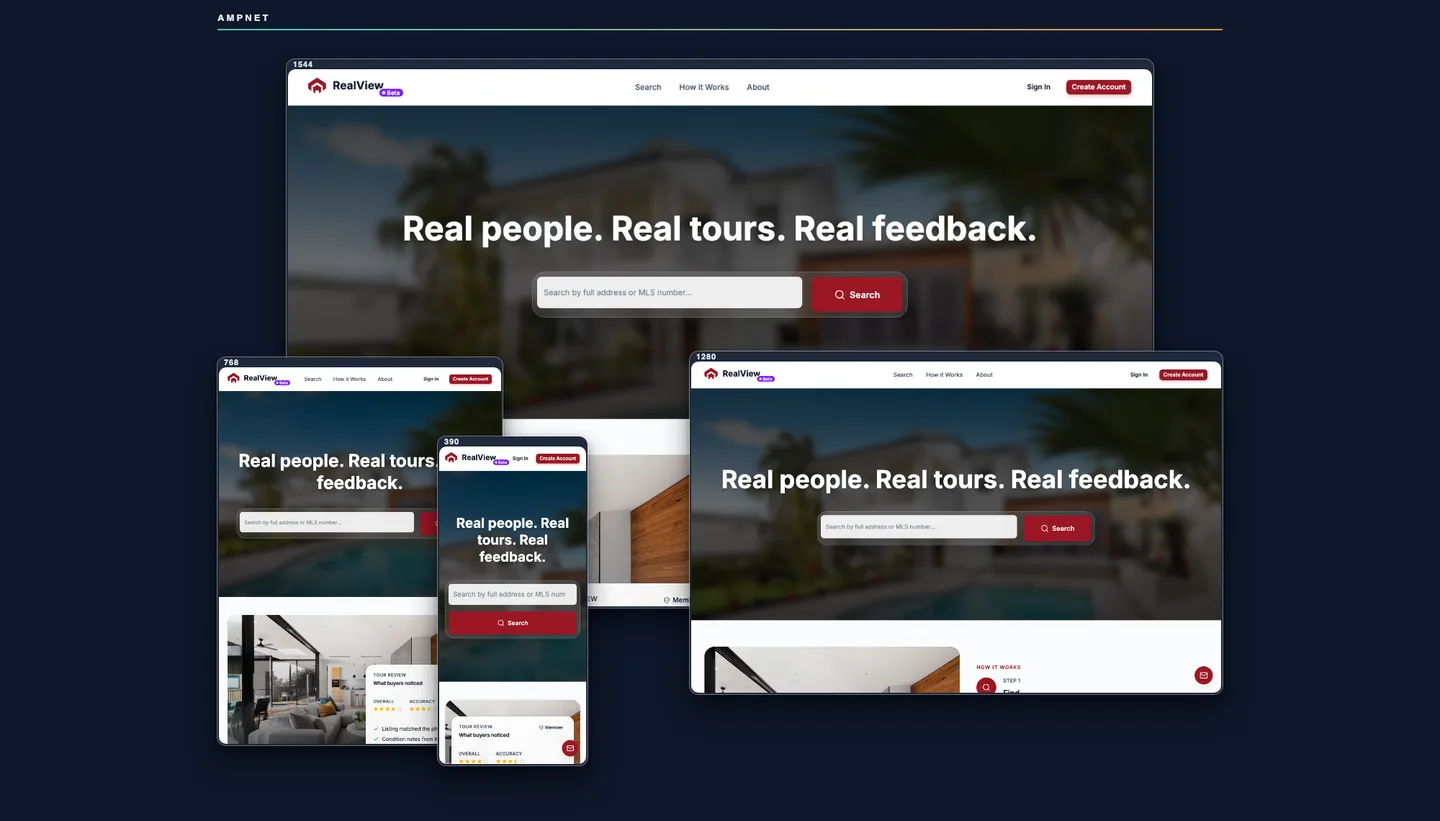 AMPNET
1544
RealView
Beta
Search
How it Works
About
Sign In
Create Account
Real people. Real tours. Real feedback.
Search by full address or MLS number...
Search
768
RealView
Beta
Search
How it Works
About
Sign In
Create Account
Real people. Real tours.
feedback.
Search by full address or MLS number...
TOUR REVIEW
What buyers noticed
OVERALL
ACCURACY
Listing matched the
Condition notes from
390
RealView
Beta
Sign In
Create Account
Real people. Real
tours. Real
feedback.
Search by full address or MLS num
Search
TOUR REVIEW
Member
What buyers noticed
OVERALL
ACCURACY
1280
RealView
Beta
Search
How it Works
About
Sign In
Create Account
Real people. Real tours. Real feedback.
Search by full address or MLS number...
Search
HOW IT WORKS
STEP 1